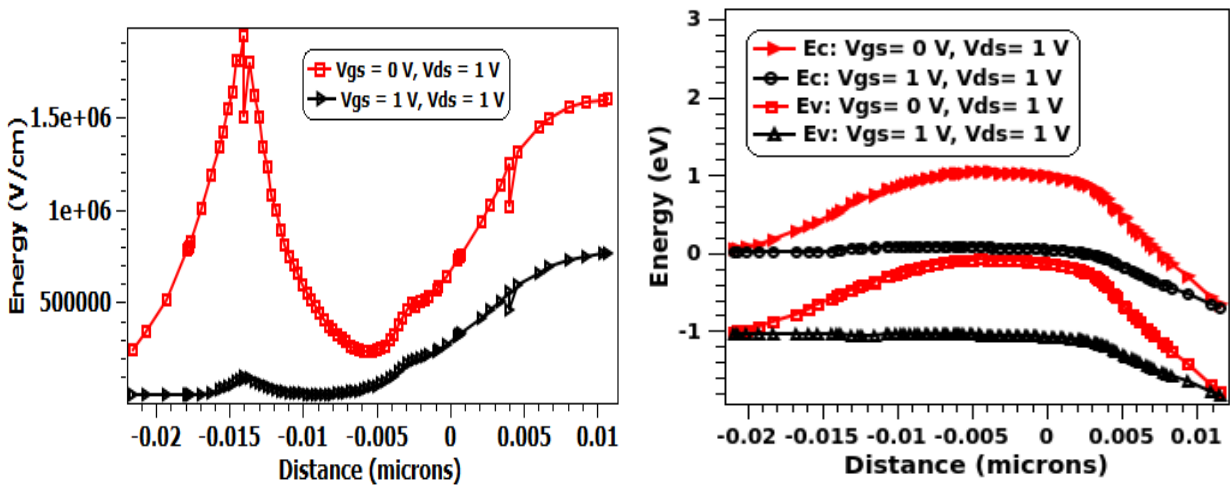 Energy (V/cm)
1.5e+06
1e+06
500000
Vgs = 0 V, Vds = 1 V
Vgs = 1 V, Vds = 1 V
-0.02 -0.015 -0.01 -0.005 0 0.005 0.01
Distance (microns)
Energy (eV)
3
2
1
0
-1
Ec: Vgs= 0 V, Vds= 1 V
Ec: Vgs= 1 V, Vds= 1 V
Ev: Vgs= 0 V, Vds= 1 V
Ev: Vgs= 1 V, Vds= 1 V
-0.02 -0.015 -0.01 -0.005 0 0.005 0.01
Distance (microns)